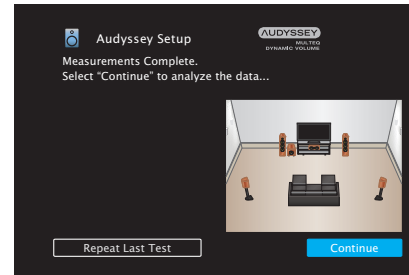 Audyssey Setup
AUDYSSEY
MULTEQ
DYNAMIC VOLUME
Measurements Complete.
Select “Continue” to analyze the data...
Repeat Last Test
Continue